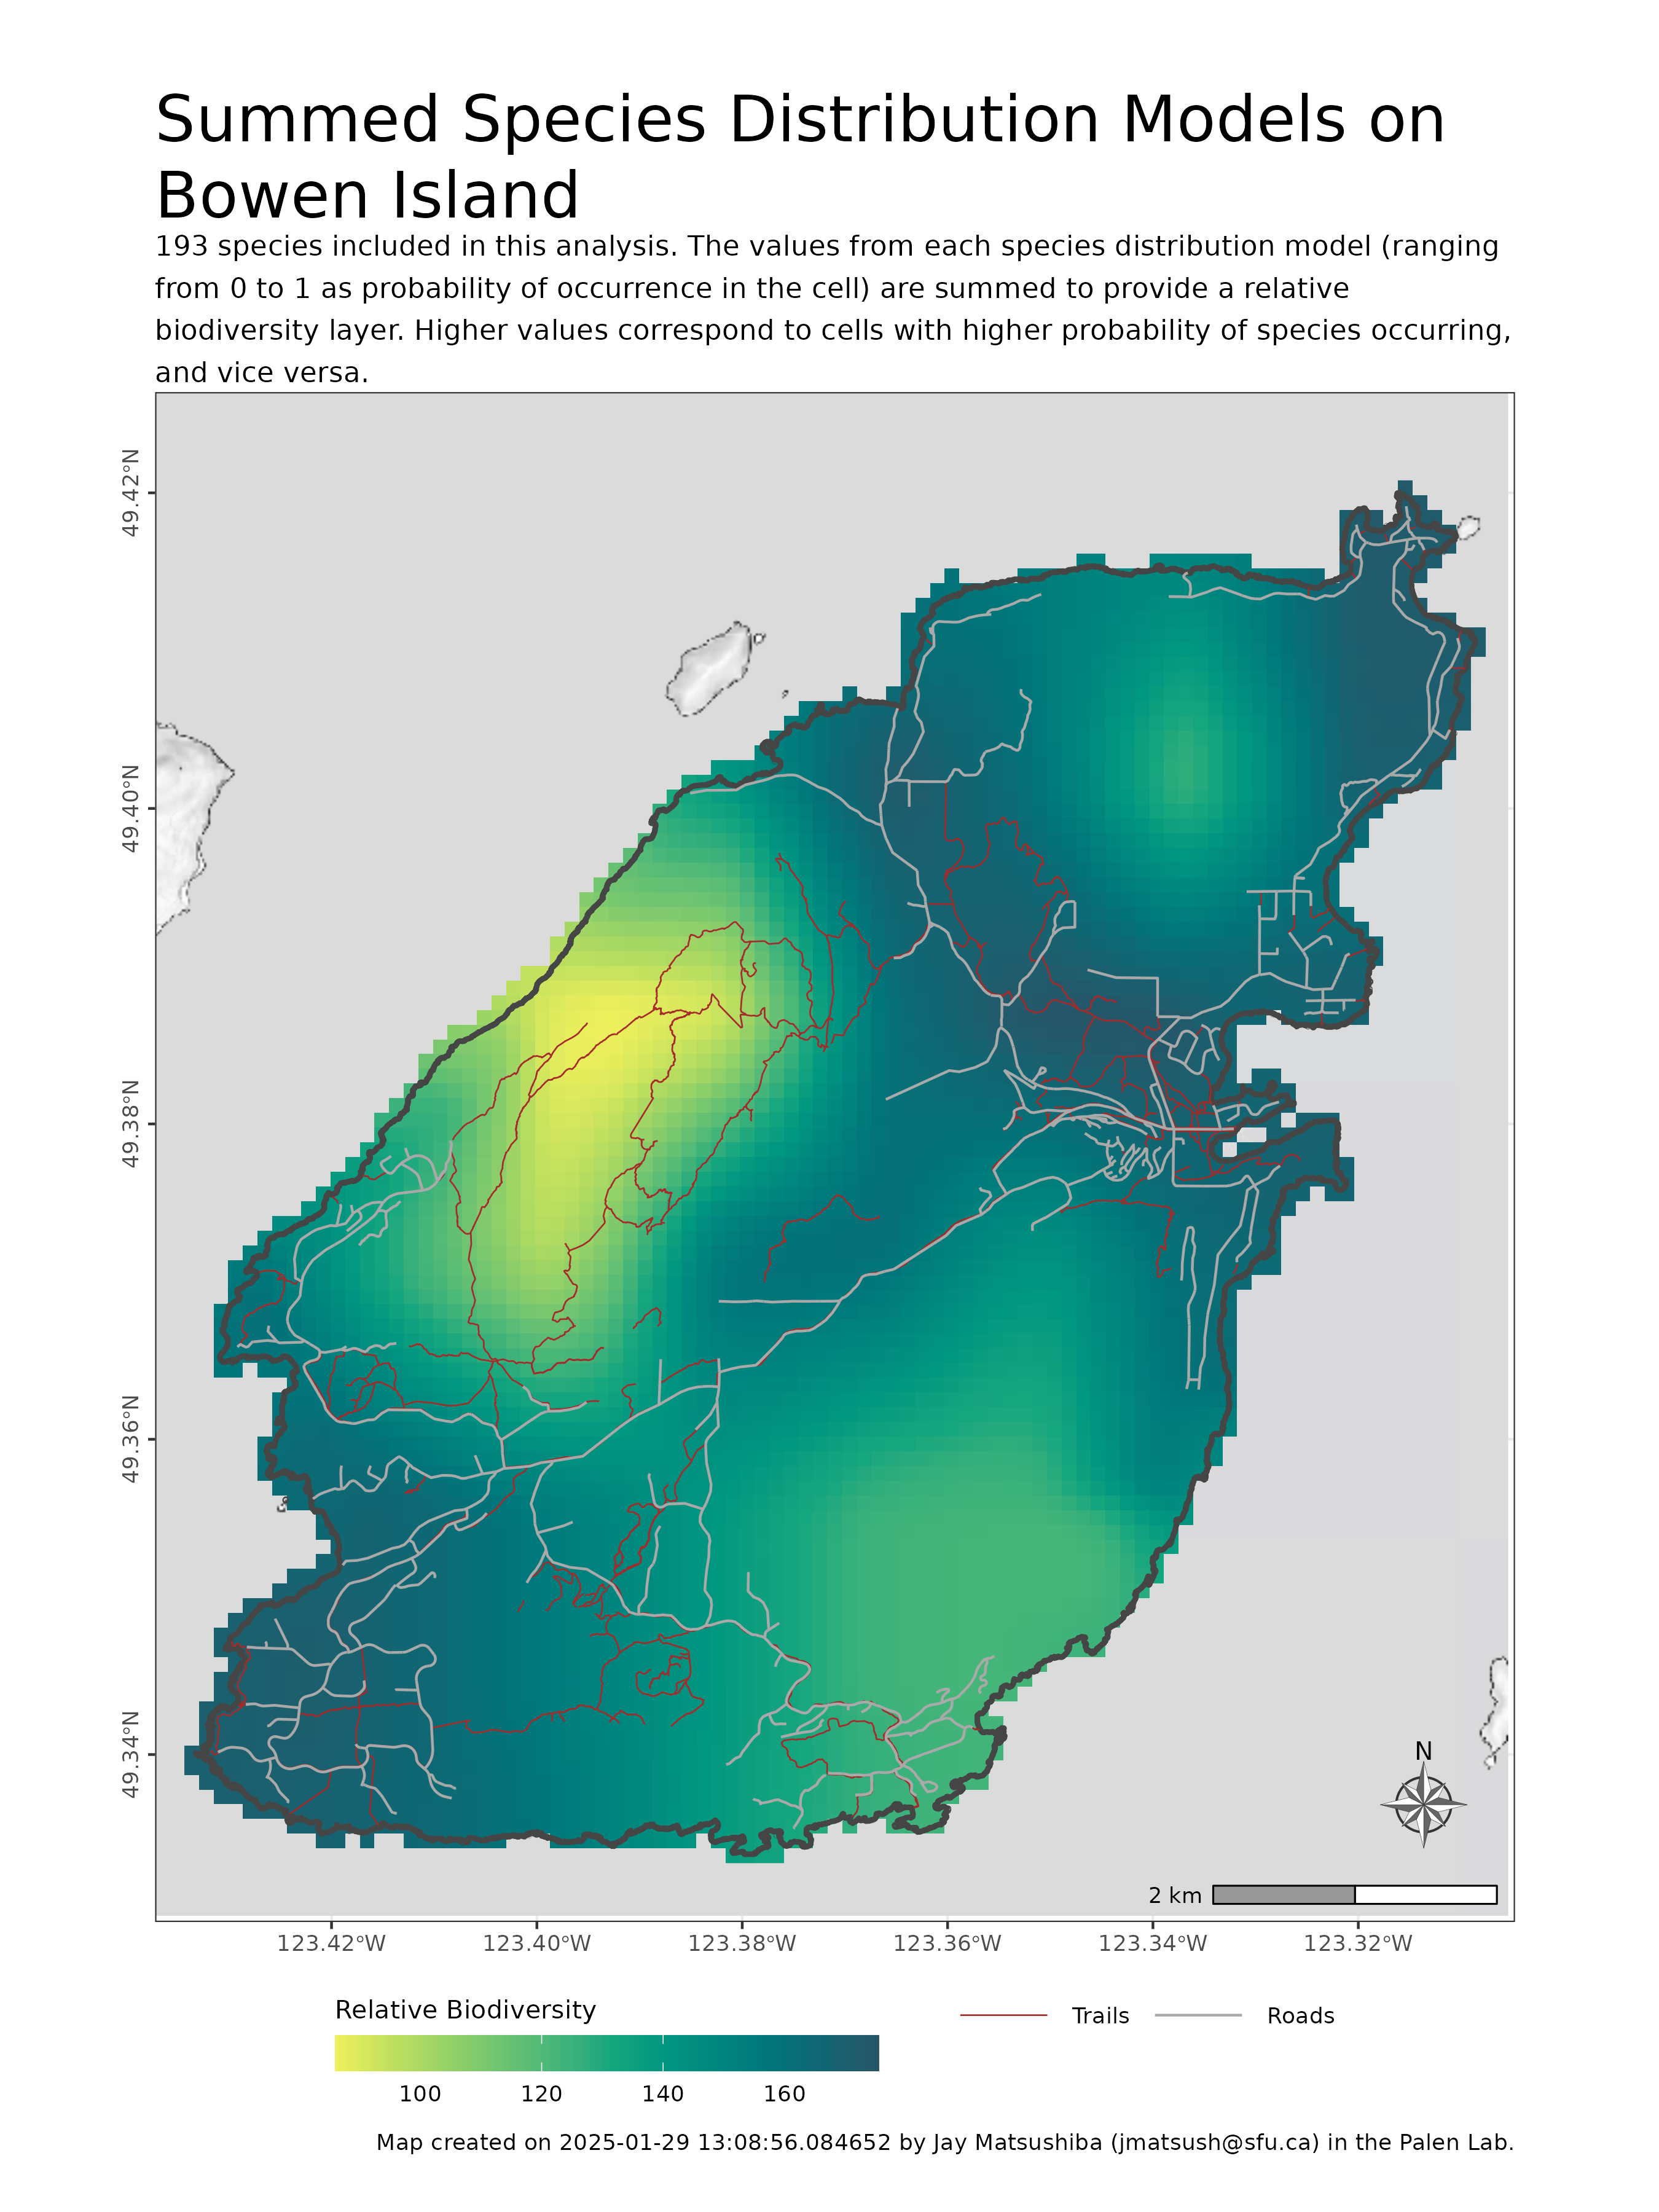 Summed Species Distribution Models on
Bowen Island
193 species included in this analysis. The values from each species distribution model (ranging
from 0 to 1 as probability of occurrence in the cell) are summed to provide a relative
biodiversity layer. Higher values correspond to cells with higher probability of species occurring,
and vice versa.
49.42°N
49.40°N
49.38°N
49.36°N
49.34°N
N
2 km
123.42°W 123.40°W 123.38°W 123.36°W 123.34°W 123.32°W
Relative Biodiversity
Trails Roads
100 120 140 160
Map created on 2025-01-29 13:08:56.084652 by Jay Matsushiba (jmatsush@sfu.ca) in the Palen Lab.